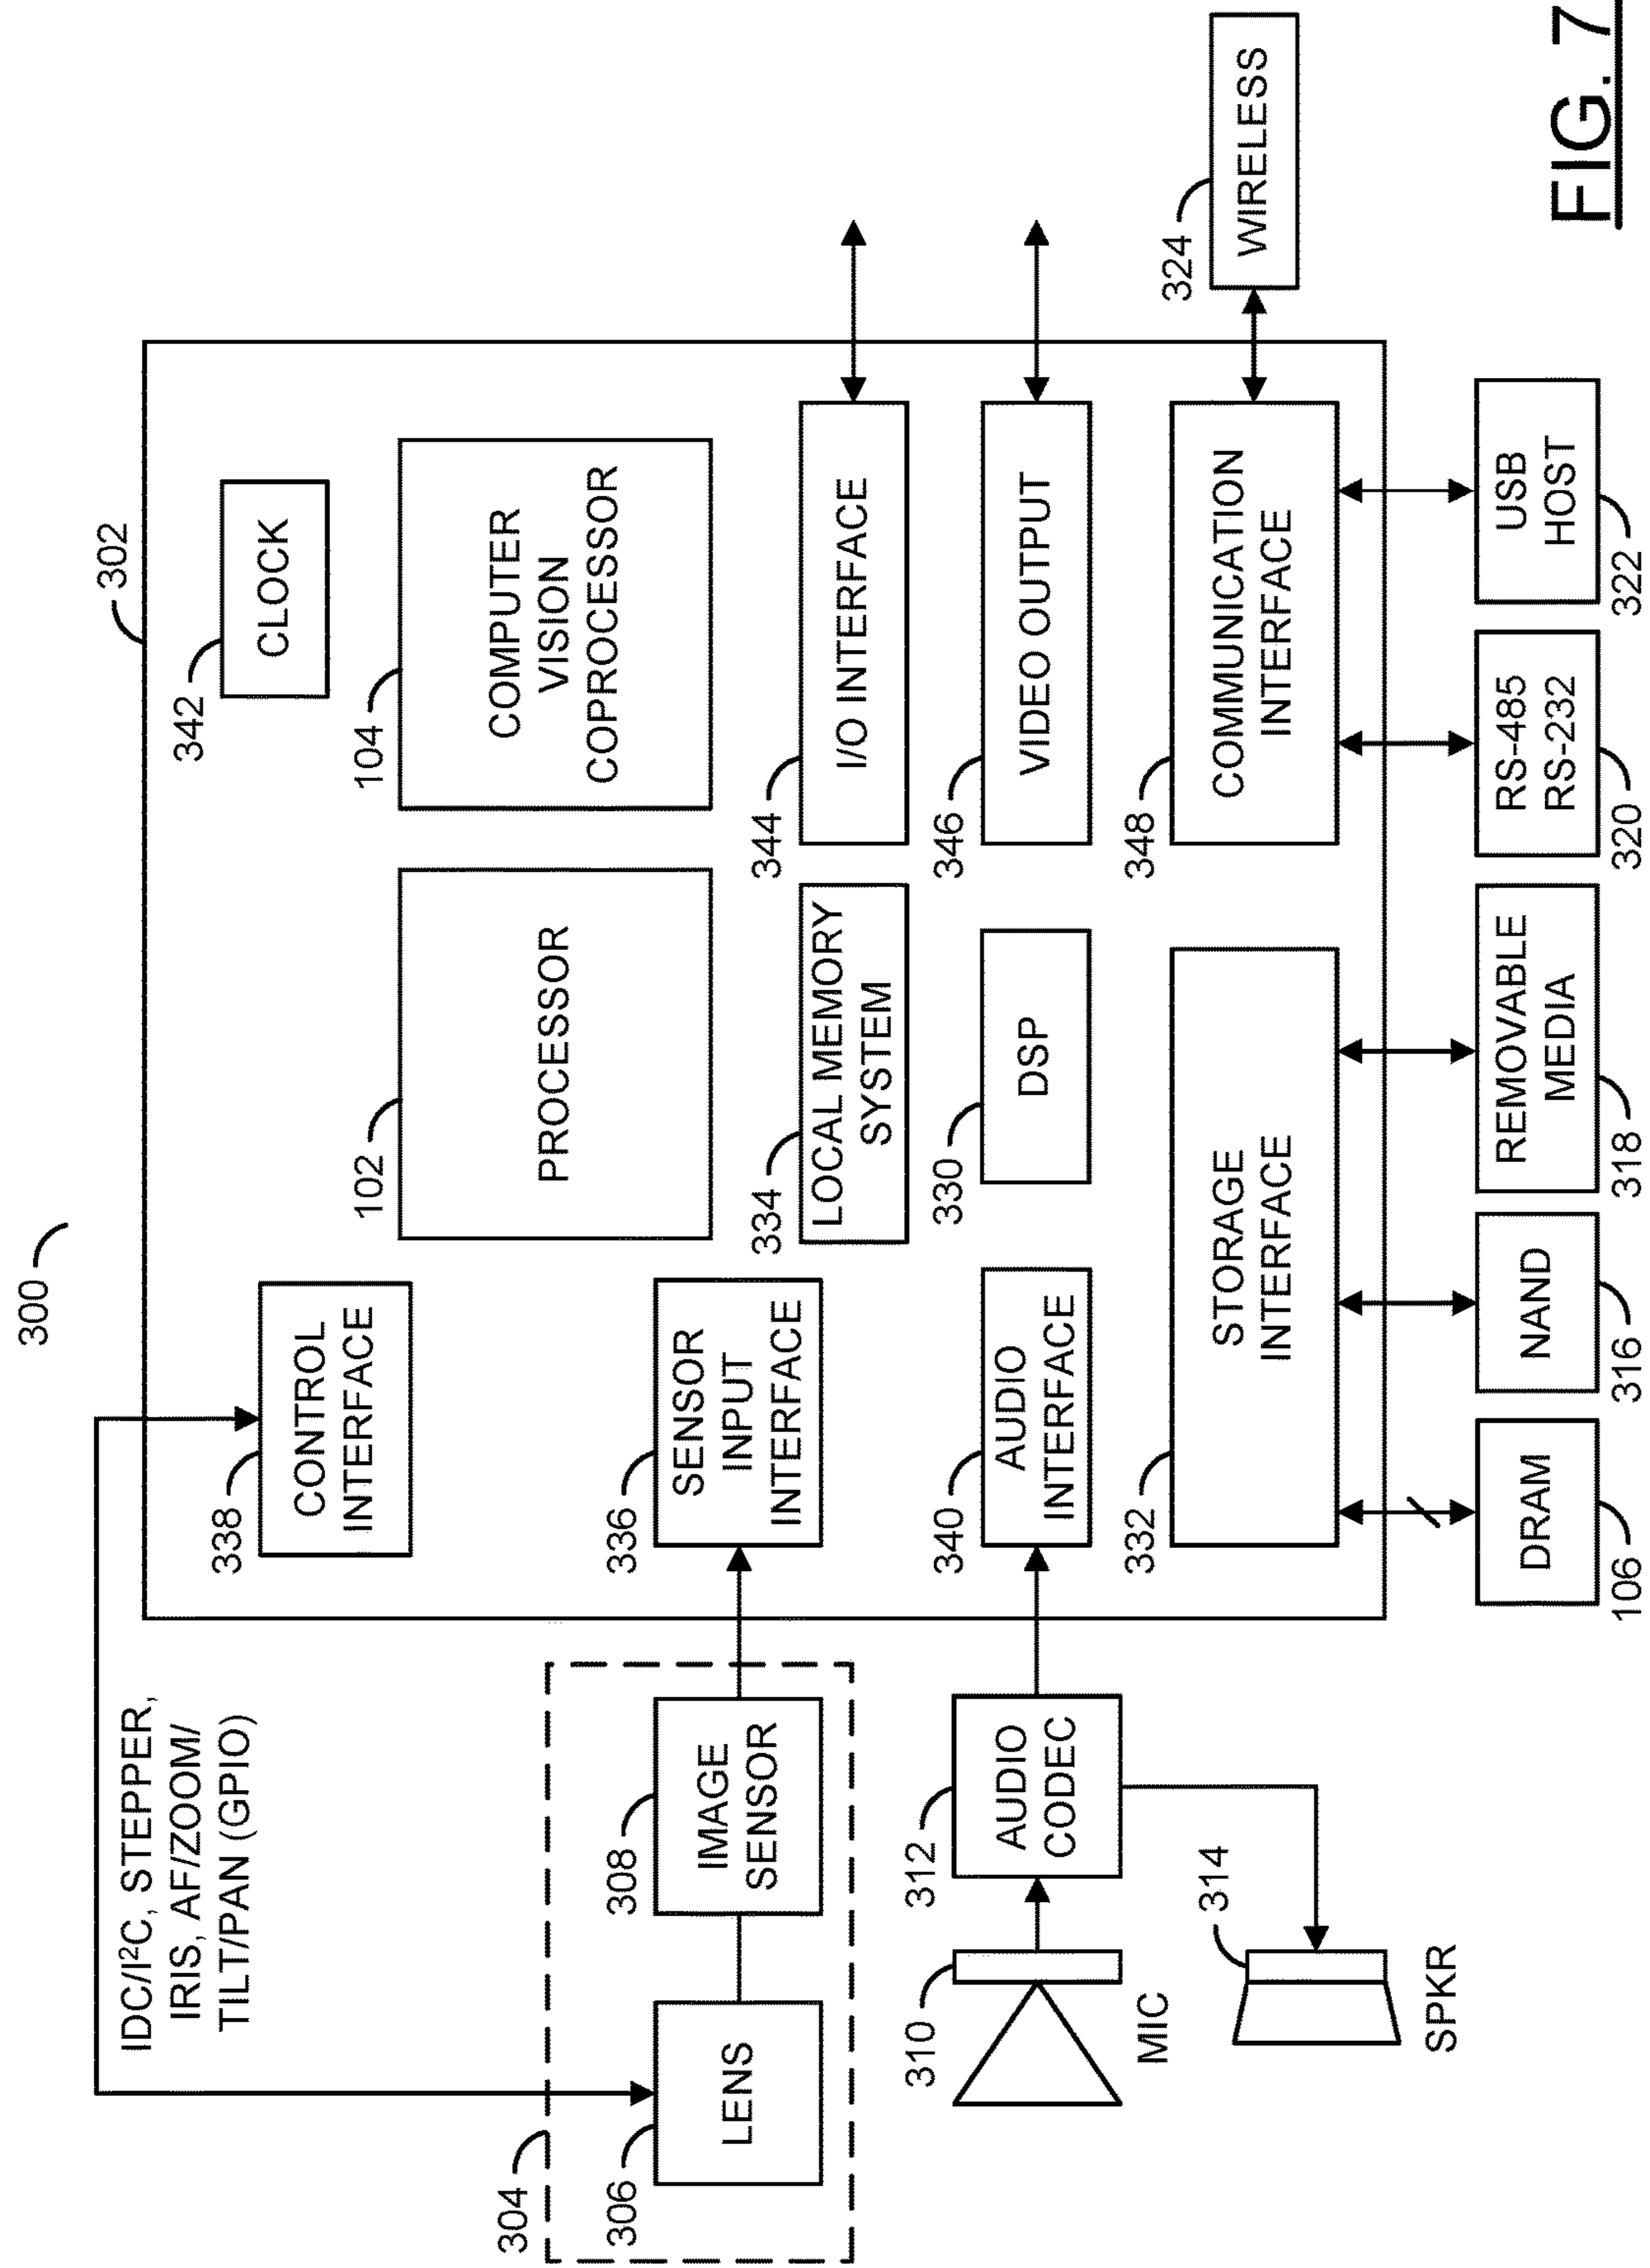 300
302
IDC/I²C, STEPPER,
IRIS, AF/ZOOM/
TILT/PAN (GPIO)
338
CONTROL
INTERFACE
342
CLOCK
102
PROCESSOR
104
COMPUTER
VISION
COPROCESSOR
304
306
LENS
308
IMAGE
SENSOR
336
SENSOR
INPUT
INTERFACE
334
LOCAL MEMORY
SYSTEM
344
I/O INTERFACE
310
MIC
312
AUDIO
CODEC
340
AUDIO
INTERFACE
330
DSP
346
VIDEO OUTPUT
314
SPKR
332
STORAGE
INTERFACE
348
COMMUNICATION
INTERFACE
324
WIRELESS
DRAM
106
NAND
316
REMOVABLE
MEDIA
318
RS-485
RS-232
320
USB
HOST
322
FIG. 7